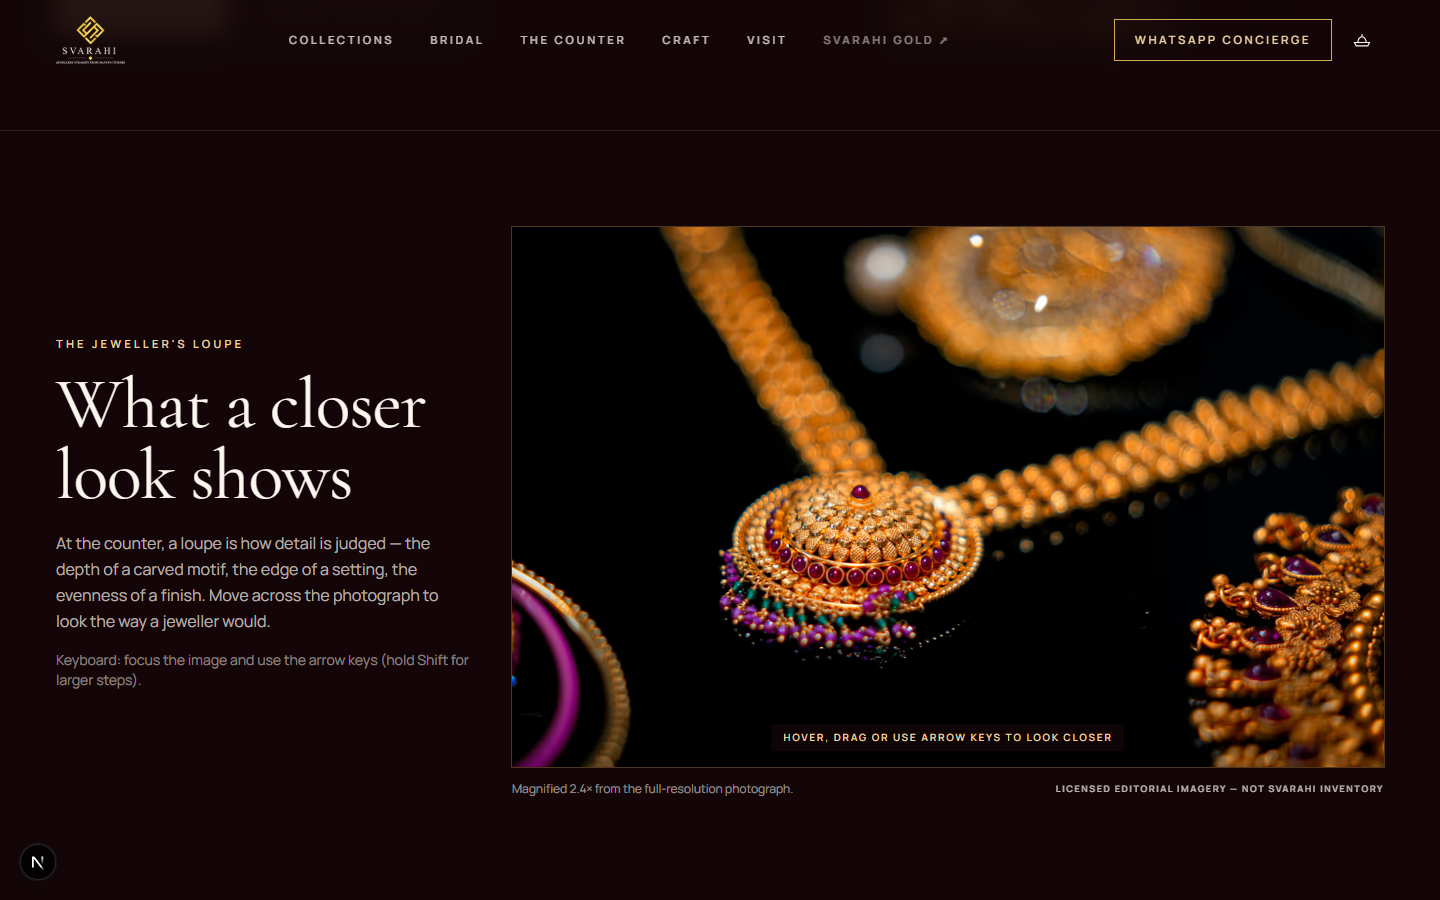 SVARAHI
COLLECTIONS
BRIDAL
THE COUNTER
CRAFT
VISIT
SVARAHI GOLD ↗
WHATSAPP CONCIERGE
THE JEWELLER'S LOUPE
What a closer
look shows
At the counter, a loupe is how detail is judged — the
depth of a carved motif, the edge of a setting, the
evenness of a finish. Move across the photograph to
look the way a jeweller would.
Keyboard: focus the image and use the arrow keys (hold Shift for
larger steps).
HOVER, DRAG OR USE ARROW KEYS TO LOOK CLOSER
Magnified 2.4× from the full-resolution photograph.
LICENSED EDITORIAL IMAGERY — NOT SVARAHI INVENTORY
N